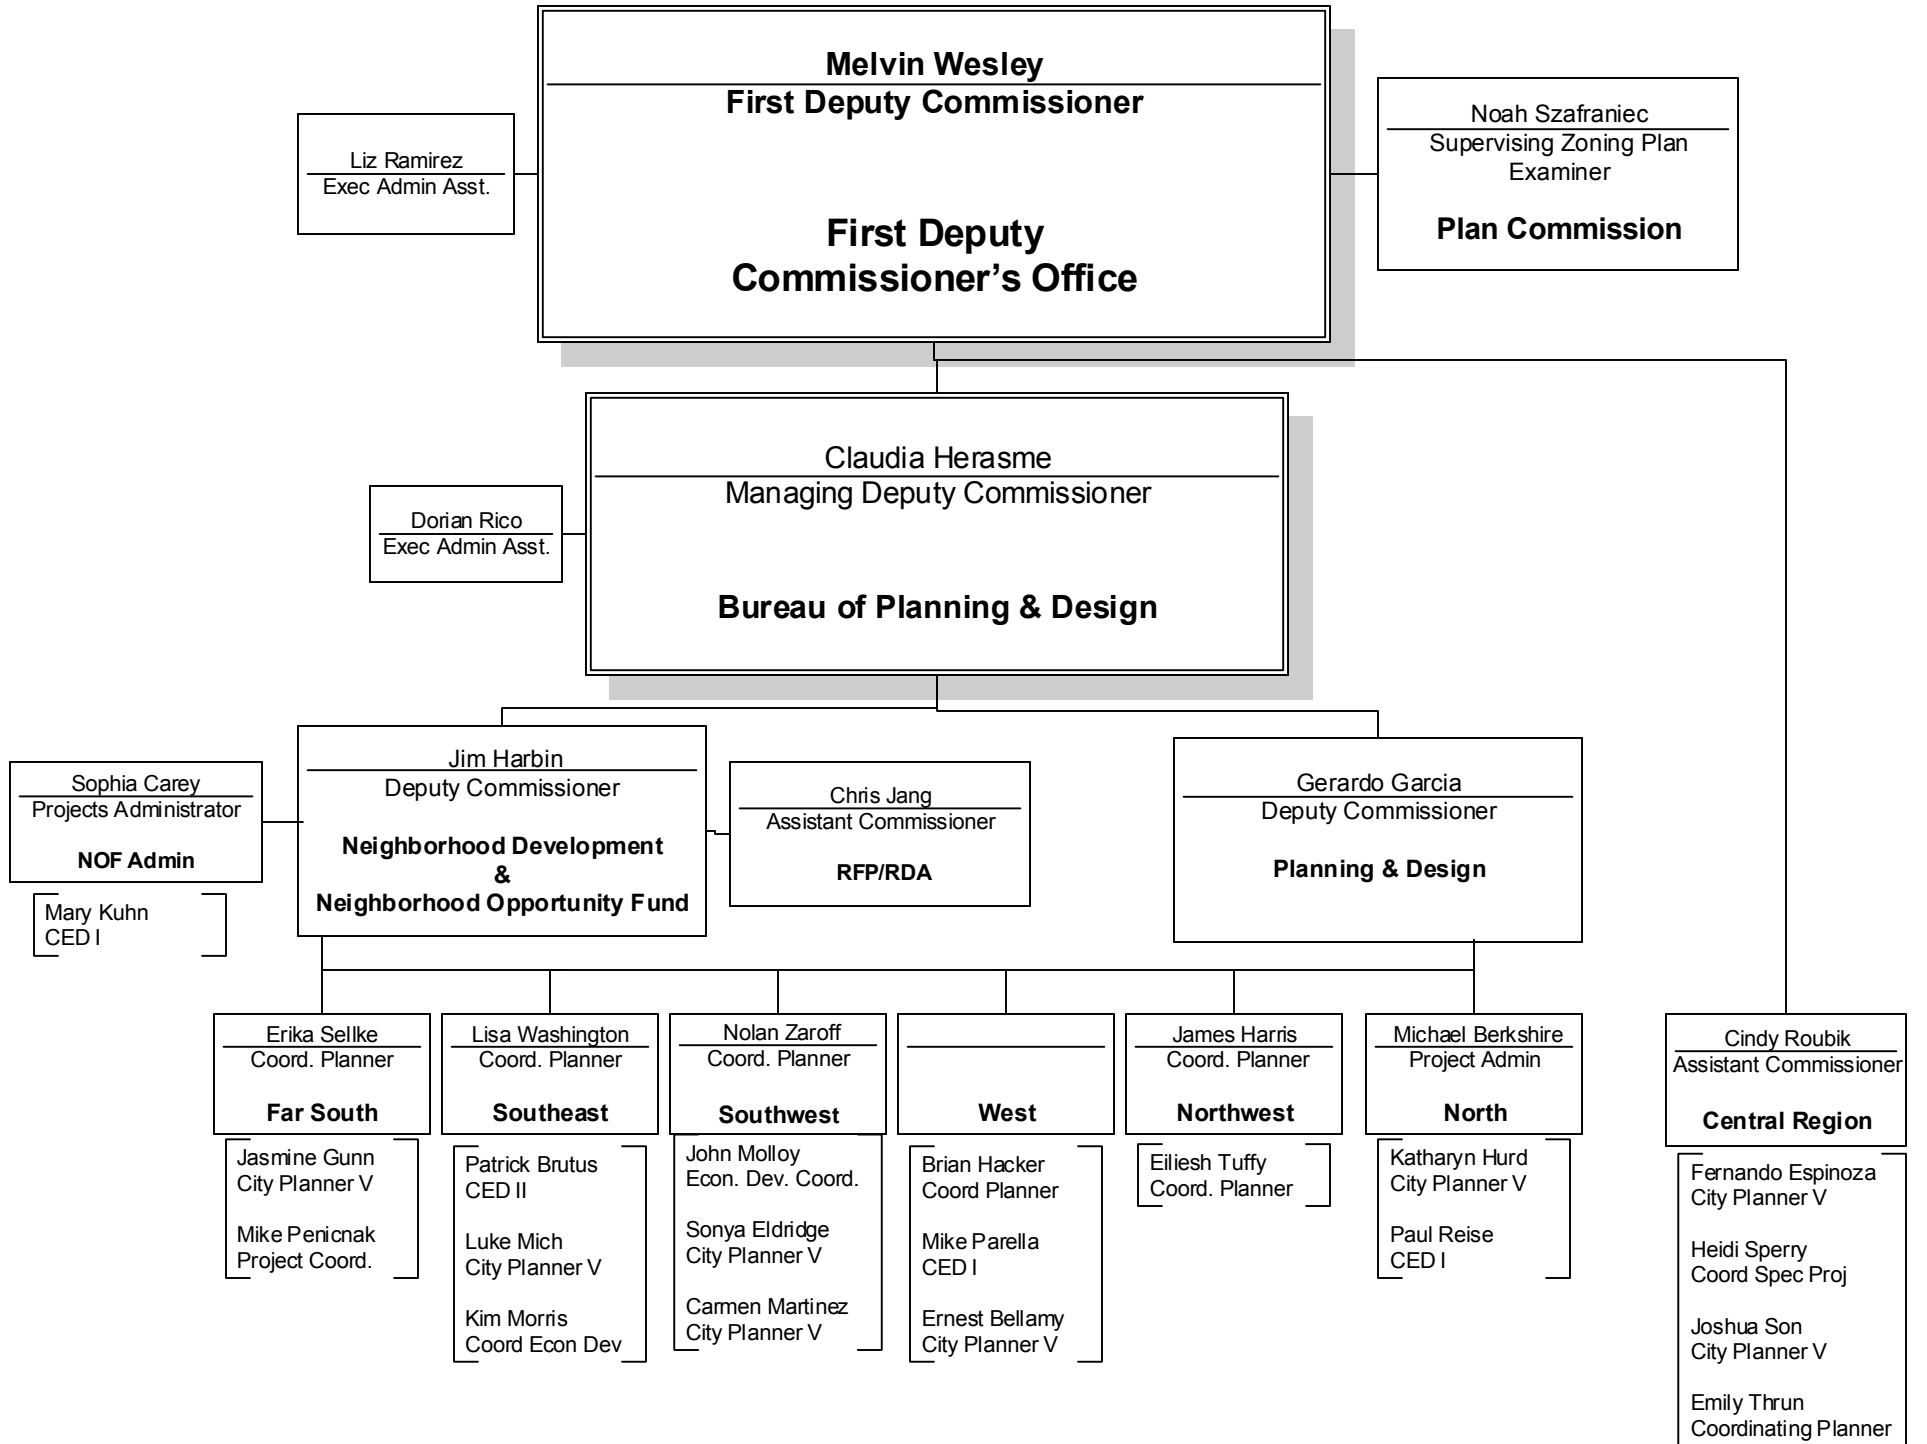 Melvin Wesley
First Deputy Commissioner
First Deputy
Commissioner’s Office
Liz Ramirez
Exec Admin Asst.
Noah Szafraniec
Supervising Zoning Plan
Examiner
Plan Commission
Claudia Herasme
Managing Deputy Commissioner
Bureau of Planning & Design
Dorian Rico
Exec Admin Asst.
Sophia Carey
Projects Administrator
NOF Admin
Mary Kuhn
CED I
Jim Harbin
Deputy Commissioner
Neighborhood Development
&
Neighborhood Opportunity Fund
Chris Jang
Assistant Commissioner
RFP/RDA
Gerardo Garcia
Deputy Commissioner
Planning & Design
Erika Sellke
Coord. Planner
Far South
Jasmine Gunn
City Planner V
Mike Penicnak
Project Coord.
Lisa Washington
Coord. Planner
Southeast
Patrick Brutus
CED II
Luke Mich
City Planner V
Kim Morris
Coord Econ Dev
Nolan Zaroff
Coord. Planner
Southwest
John Molloy
Econ. Dev. Coord.
Sonya Eldridge
City Planner V
Carmen Martinez
City Planner V
West
Brian Hacker
Coord Planner
Mike Parella
CED I
Ernest Bellamy
City Planner V
James Harris
Coord. Planner
Northwest
Eiliesh Tuffy
Coord. Planner
Michael Berkshire
Project Admin
North
Katharyn Hurd
City Planner V
Paul Reise
CED I
Cindy Roubik
Assistant Commissioner
Central Region
Fernando Espinoza
City Planner V
Heidi Sperry
Coord Spec Proj
Joshua Son
City Planner V
Emily Thrun
Coordinating Planner